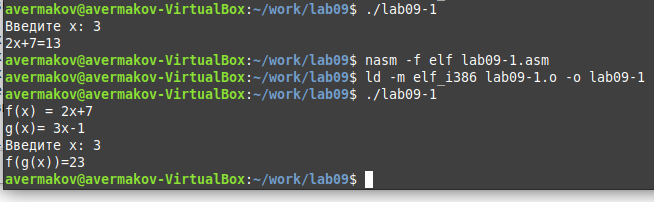 avermakov@avermakov-VirtualBox:~/work/lab09$ ./lab09-1
Введите x: 3
2x+7=13
avermakov@avermakov-VirtualBox:~/work/lab09$ nasm -f elf lab09-1.asm
avermakov@avermakov-VirtualBox:~/work/lab09$ ld -m elf_i386 lab09-1.o -o lab09-1
avermakov@avermakov-VirtualBox:~/work/lab09$ ./lab09-1
f(x) = 2x+7
g(x)= 3x-1
Введите x: 3
f(g(x))=23
avermakov@avermakov-VirtualBox:~/work/lab09$